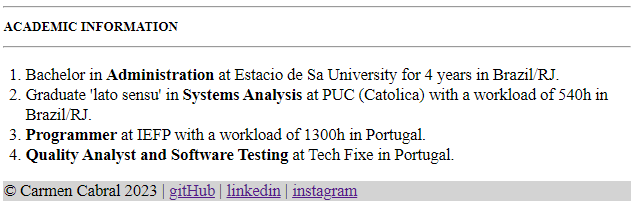 ACADEMIC INFORMATION
1. Bachelor in Administration at Estacio de Sa University for 4 years in Brazil/RJ.
2. Graduate 'lato sensu' in Systems Analysis at PUC (Catolica) with a workload of 540h in
Brazil/RJ.
3. Programmer at IEFP with a workload of 1300h in Portugal.
4. Quality Analyst and Software Testing at Tech Fixe in Portugal.
© Carmen Cabral 2023 | gitHub | linkedin | instagram